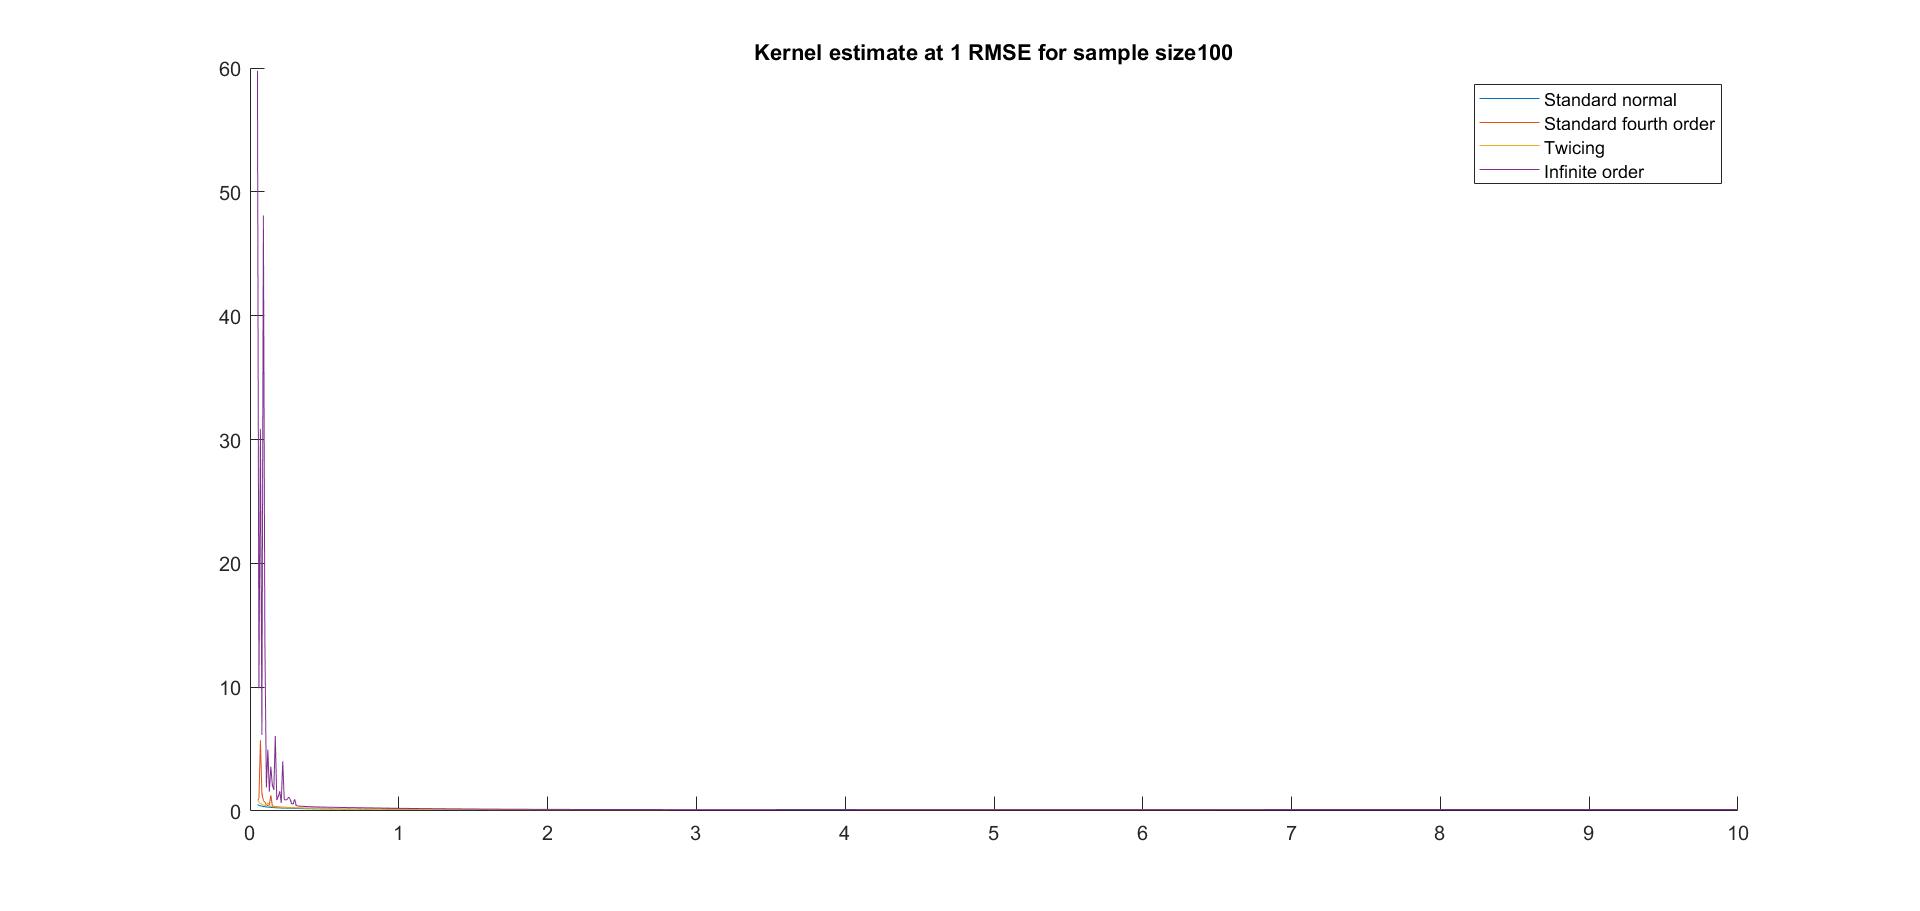 Kernel estimate at 1 RMSE for sample size100
60
50
40
30
20
10
0
Standard normal
Standard fourth order
Twicing
Infinite order
0 1 2 3 4 5 6 7 8 9 10